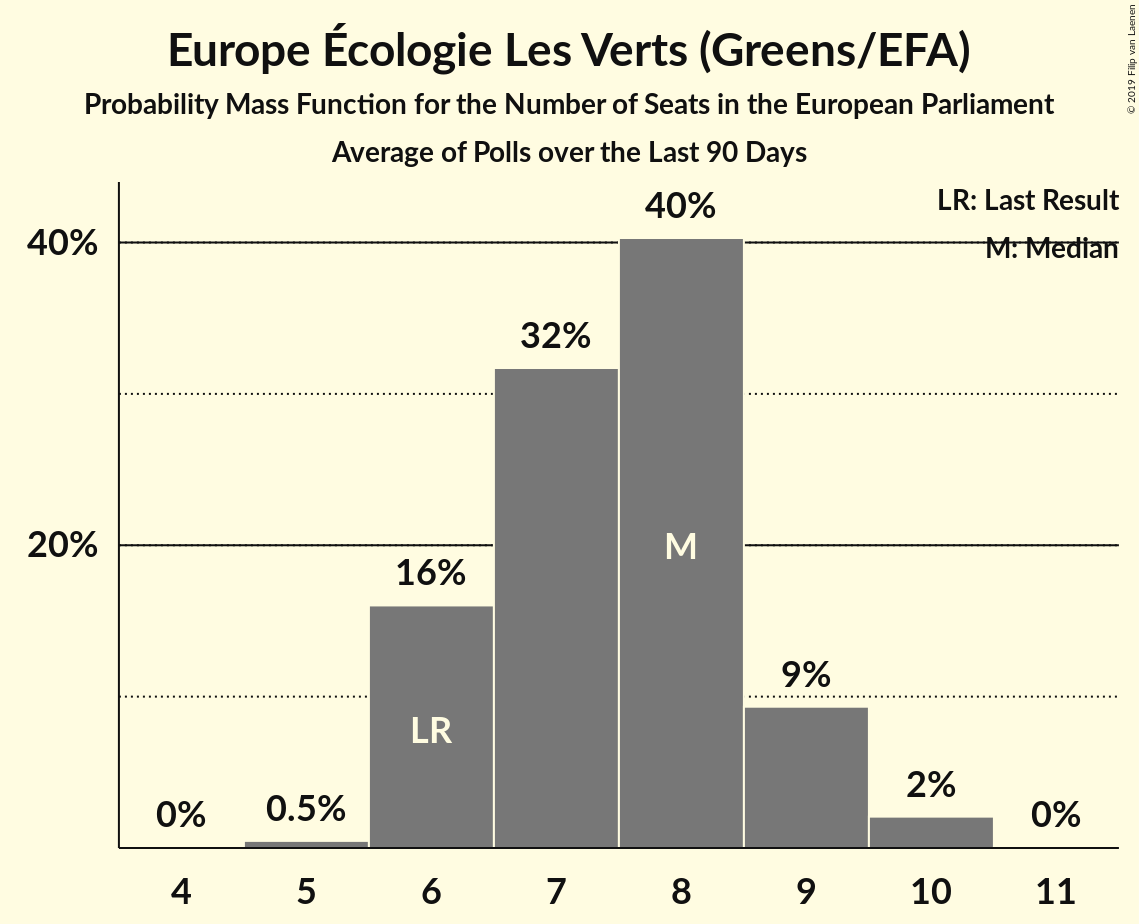 Europe Écologie Les Verts (Greens/EFA)
Probability Mass Function for the Number of Seats in the European Parliament
Average of Polls over the Last 90 Days
© 2019 Filip van Laenen
LR: Last Result
M: Median
40%
20%
0%
0.5%
16%
32%
40%
9%
2%
0%
LR
M
4 5 6 7 8 9 10 11